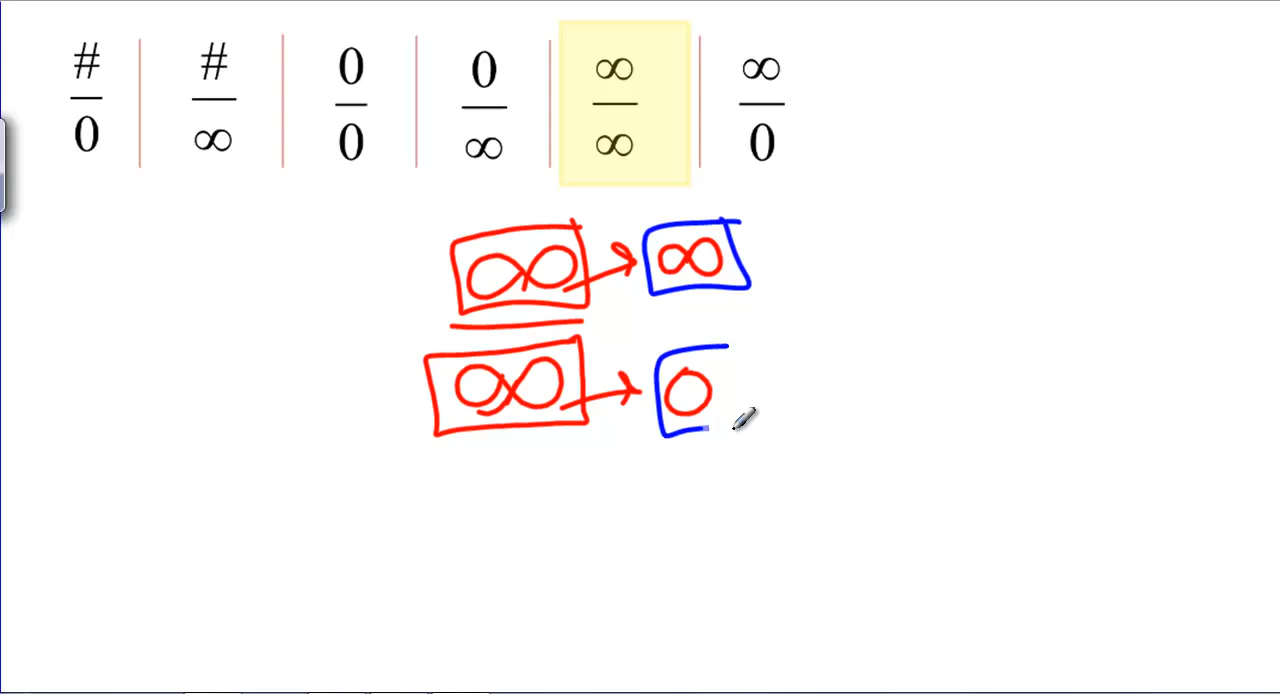 # # 0 0 ∞ ∞
0 ∞ 0 ∞ ∞ 0
∞ → ∞
∞ → 0